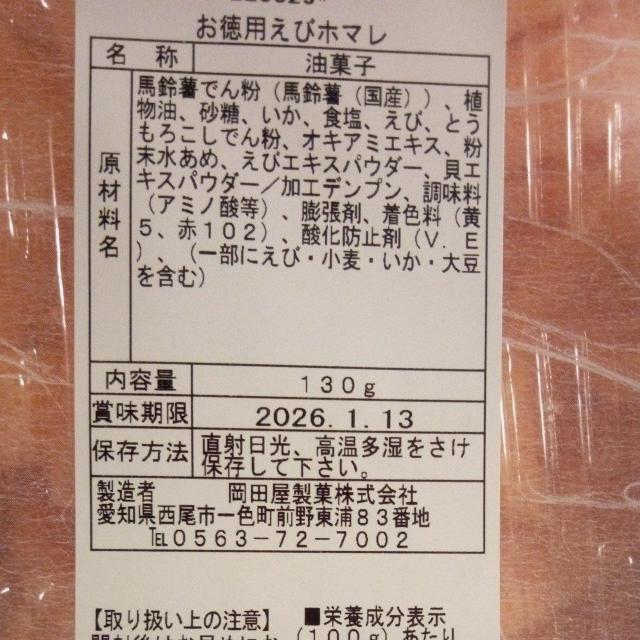 お徳用えびホマレ
名 称 油菓子
原材料名
馬鈴薯でん粉(馬鈴薯(国産))、植
物油、砂糖、いか、食塩、えび、とう
もろこしでん粉、オキアミエキス、粉
末水あめ、えびエキスパウダー、貝エ
キスパウダー/加工デンプン、調味料
(アミノ酸等)、膨張剤、着色料(黄
5、赤102)、酸化防止剤(V.E
)、(一部にえび・小麦・いか・大豆
を含む)
内容量 130g
賞味期限 2026.1.13
保存方法 直射日光、高温多湿をさけ
保存して下さい。
製造者 岡田屋製菓株式会社
愛知県西尾市一色町前野東浦83番地
℡0563-72-7002
【取り扱い上の注意】 ■栄養成分表示
(100g)あたり